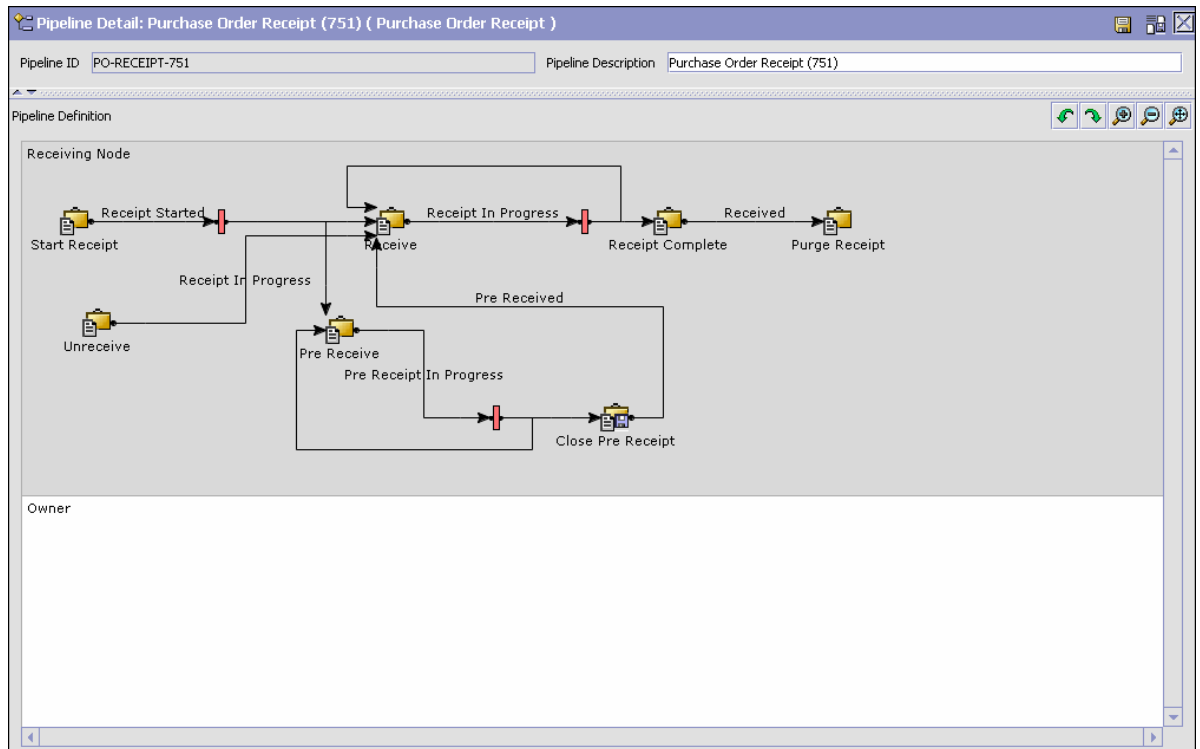 Pipeline Detail: Purchase Order Receipt (751) ( Purchase Order Receipt )
Pipeline ID PO-RECEIPT-751 Pipeline Description Purchase Order Receipt (751)
Pipeline Definition
Receiving Node
Receipt Started Receipt In Progress Received
Start Receipt Receive Receipt Complete Purge Receipt
Receipt In Progress
Pre Received
Unreceive
Pre Receive
Pre Receipt In Progress
Close Pre Receipt
Owner